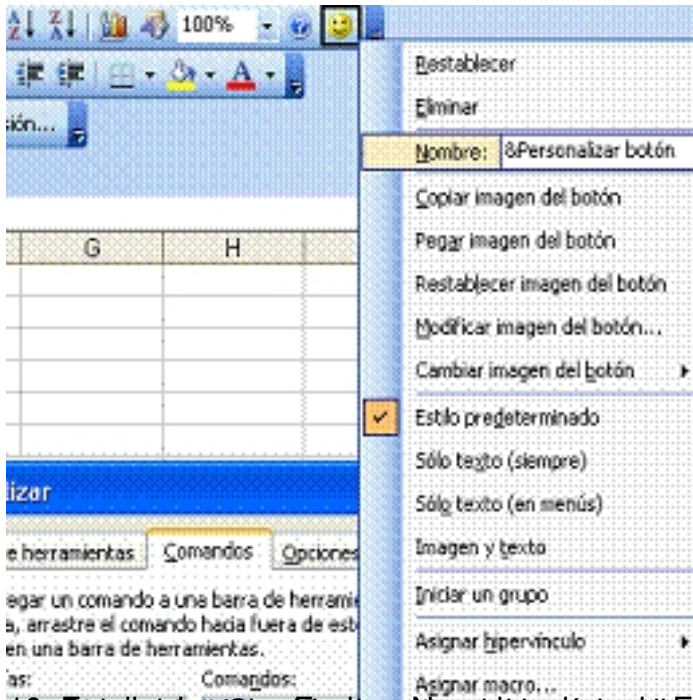 100%
Restablecer
Eliminar
ión...
Nombre: &Personalizar botón
Copiar imagen del botón
Pegar imagen del botón
G H
Restablecer imagen del botón
Modificar imagen del botón...
Cambiar imagen del botón
Estilo predeterminado
Sólo texto (siempre)
Sólo texto (en menús)
Imagen y texto
Iniciar un grupo
Asignar hipervínculo
Asignar macro...
lizar
e herramientas Comandos Opciones
egar un comando a una barra de herramie
a, arrastre el comando hacia fuera de est
en una barra de herramientas.
as: Comandos: